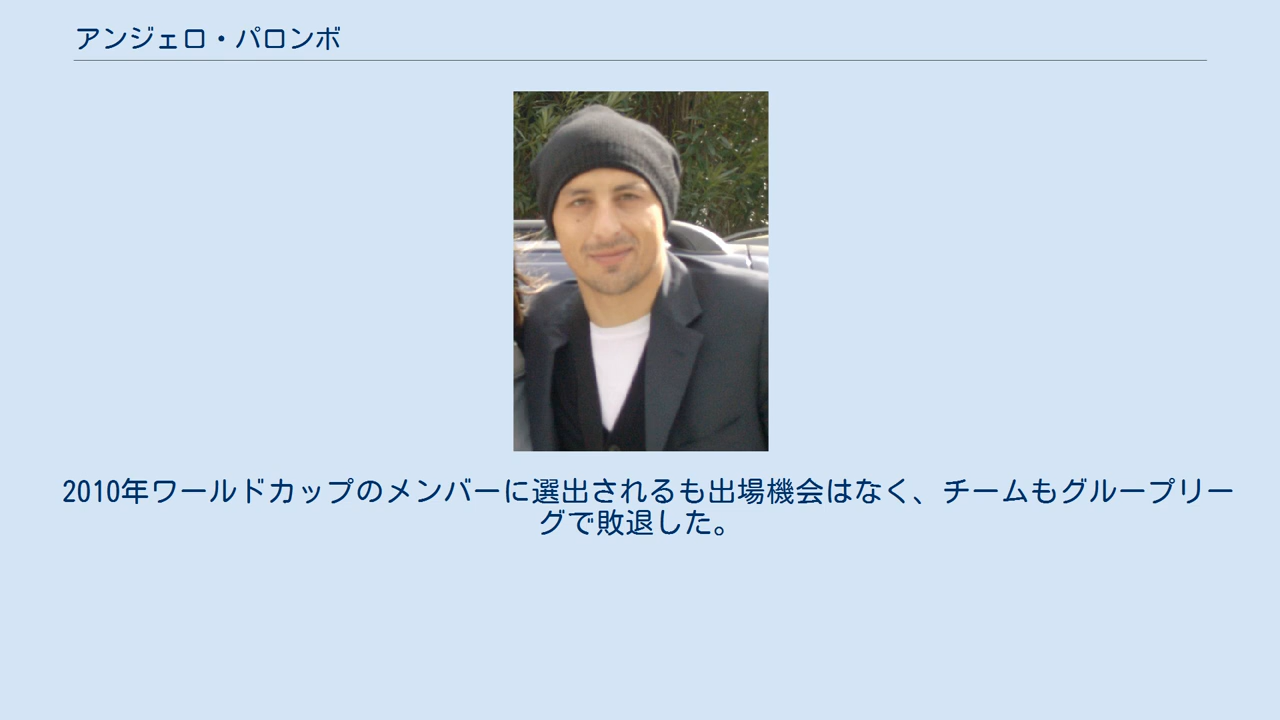 アンジェロ・パロンボ
2010年ワールドカップのメンバーに選出されるも出場機会はなく、チームもグループリー
グで敗退した。